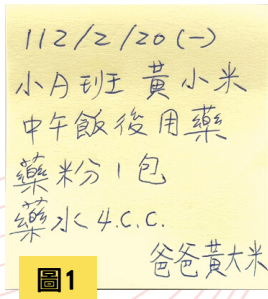 112/2/20(一)
小月班 黃小米
中午飯後用藥
藥粉1包
藥水4.c.c.
爸爸黃大米
圖1